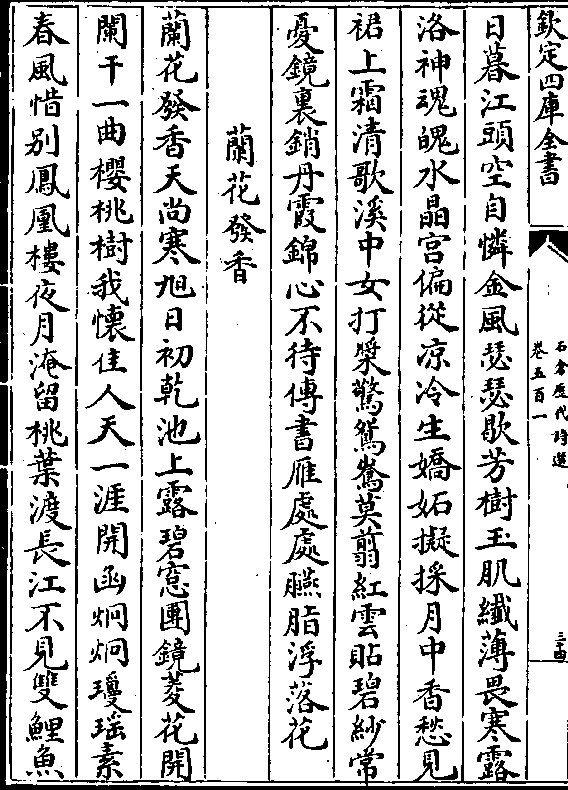 欽定四庫全書
石倉歷代詩選
卷五百一
三十四
日暮江頭空自憐金風瑟瑟歇芳樹玉肌纖薄畏寒露
洛神魂魄水晶宮偏從凉冷生嬌妬擬採月中香愁見
裙上霜清歌溪中女打槳驚鴛鴦莫翦紅雲貼碧紗常
憂鏡裏銷丹霞錦心不待傳書雁處處臙脂浮落花
蘭花發香
蘭花發香天尚寒旭日初乾池上露碧窓團鏡菱花開
闌干一曲櫻桃樹我懷佳人天一涯開函炯炯瓊瑶素
春風惜别鳳凰樓夜月淹留桃葉渡長江不見雙鯉魚